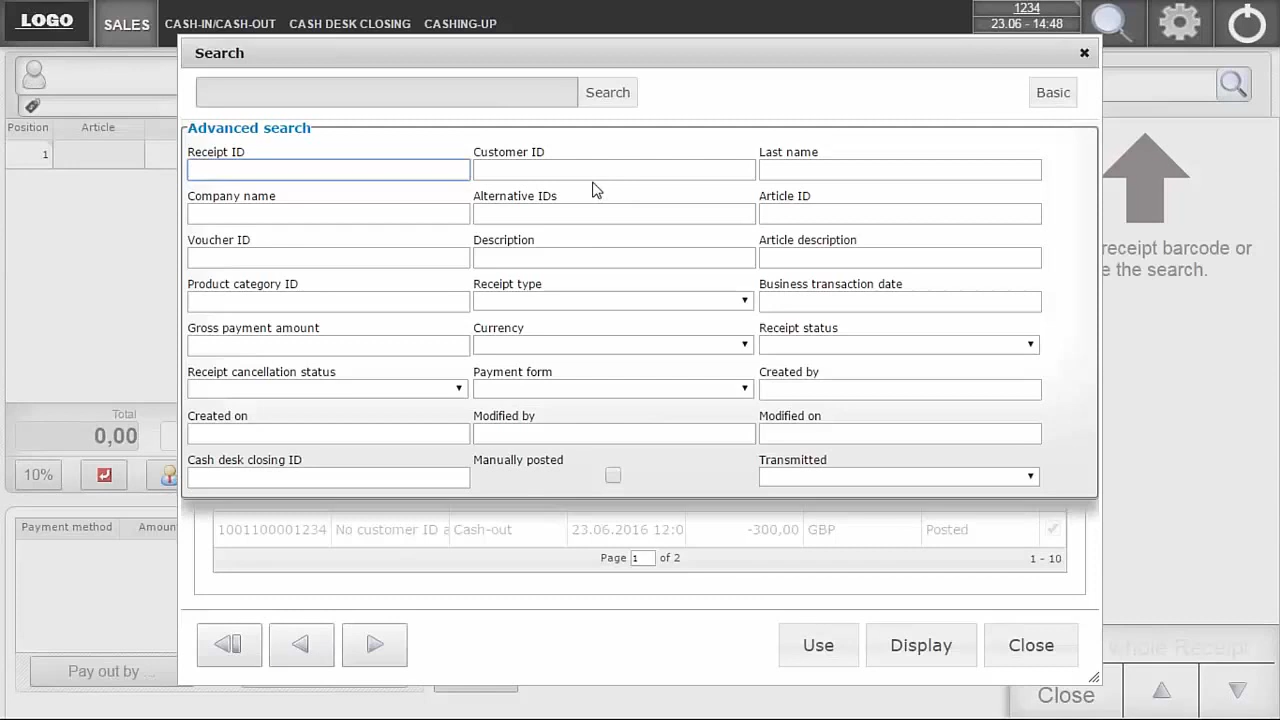 LOGO
SALES
CASH-IN/CASH-OUT
CASH DESK CLOSING
CASHING-UP
1234
23.06 - 14:48
Search
Search
Basic
Position
Article
1
Advanced search
Receipt ID
Customer ID
Last name
Company name
Alternative IDs
Article ID
Voucher ID
Description
Article description
Product category ID
Receipt type
Business transaction date
Gross payment amount
Currency
Receipt status
Receipt cancellation status
Payment form
Created by
Created on
Modified by
Modified on
Cash desk closing ID
Manually posted
Transmitted
receipt barcode or
the search.
Total
0,00
10%
Payment method
Amoun
1001100001234 No customer ID a Cash-out 23.06.2016 12:0 -300,00 GBP Posted
Page 1 of 2
1 - 10
Pay out by ...
Use
Display
Close
Receipt
Close